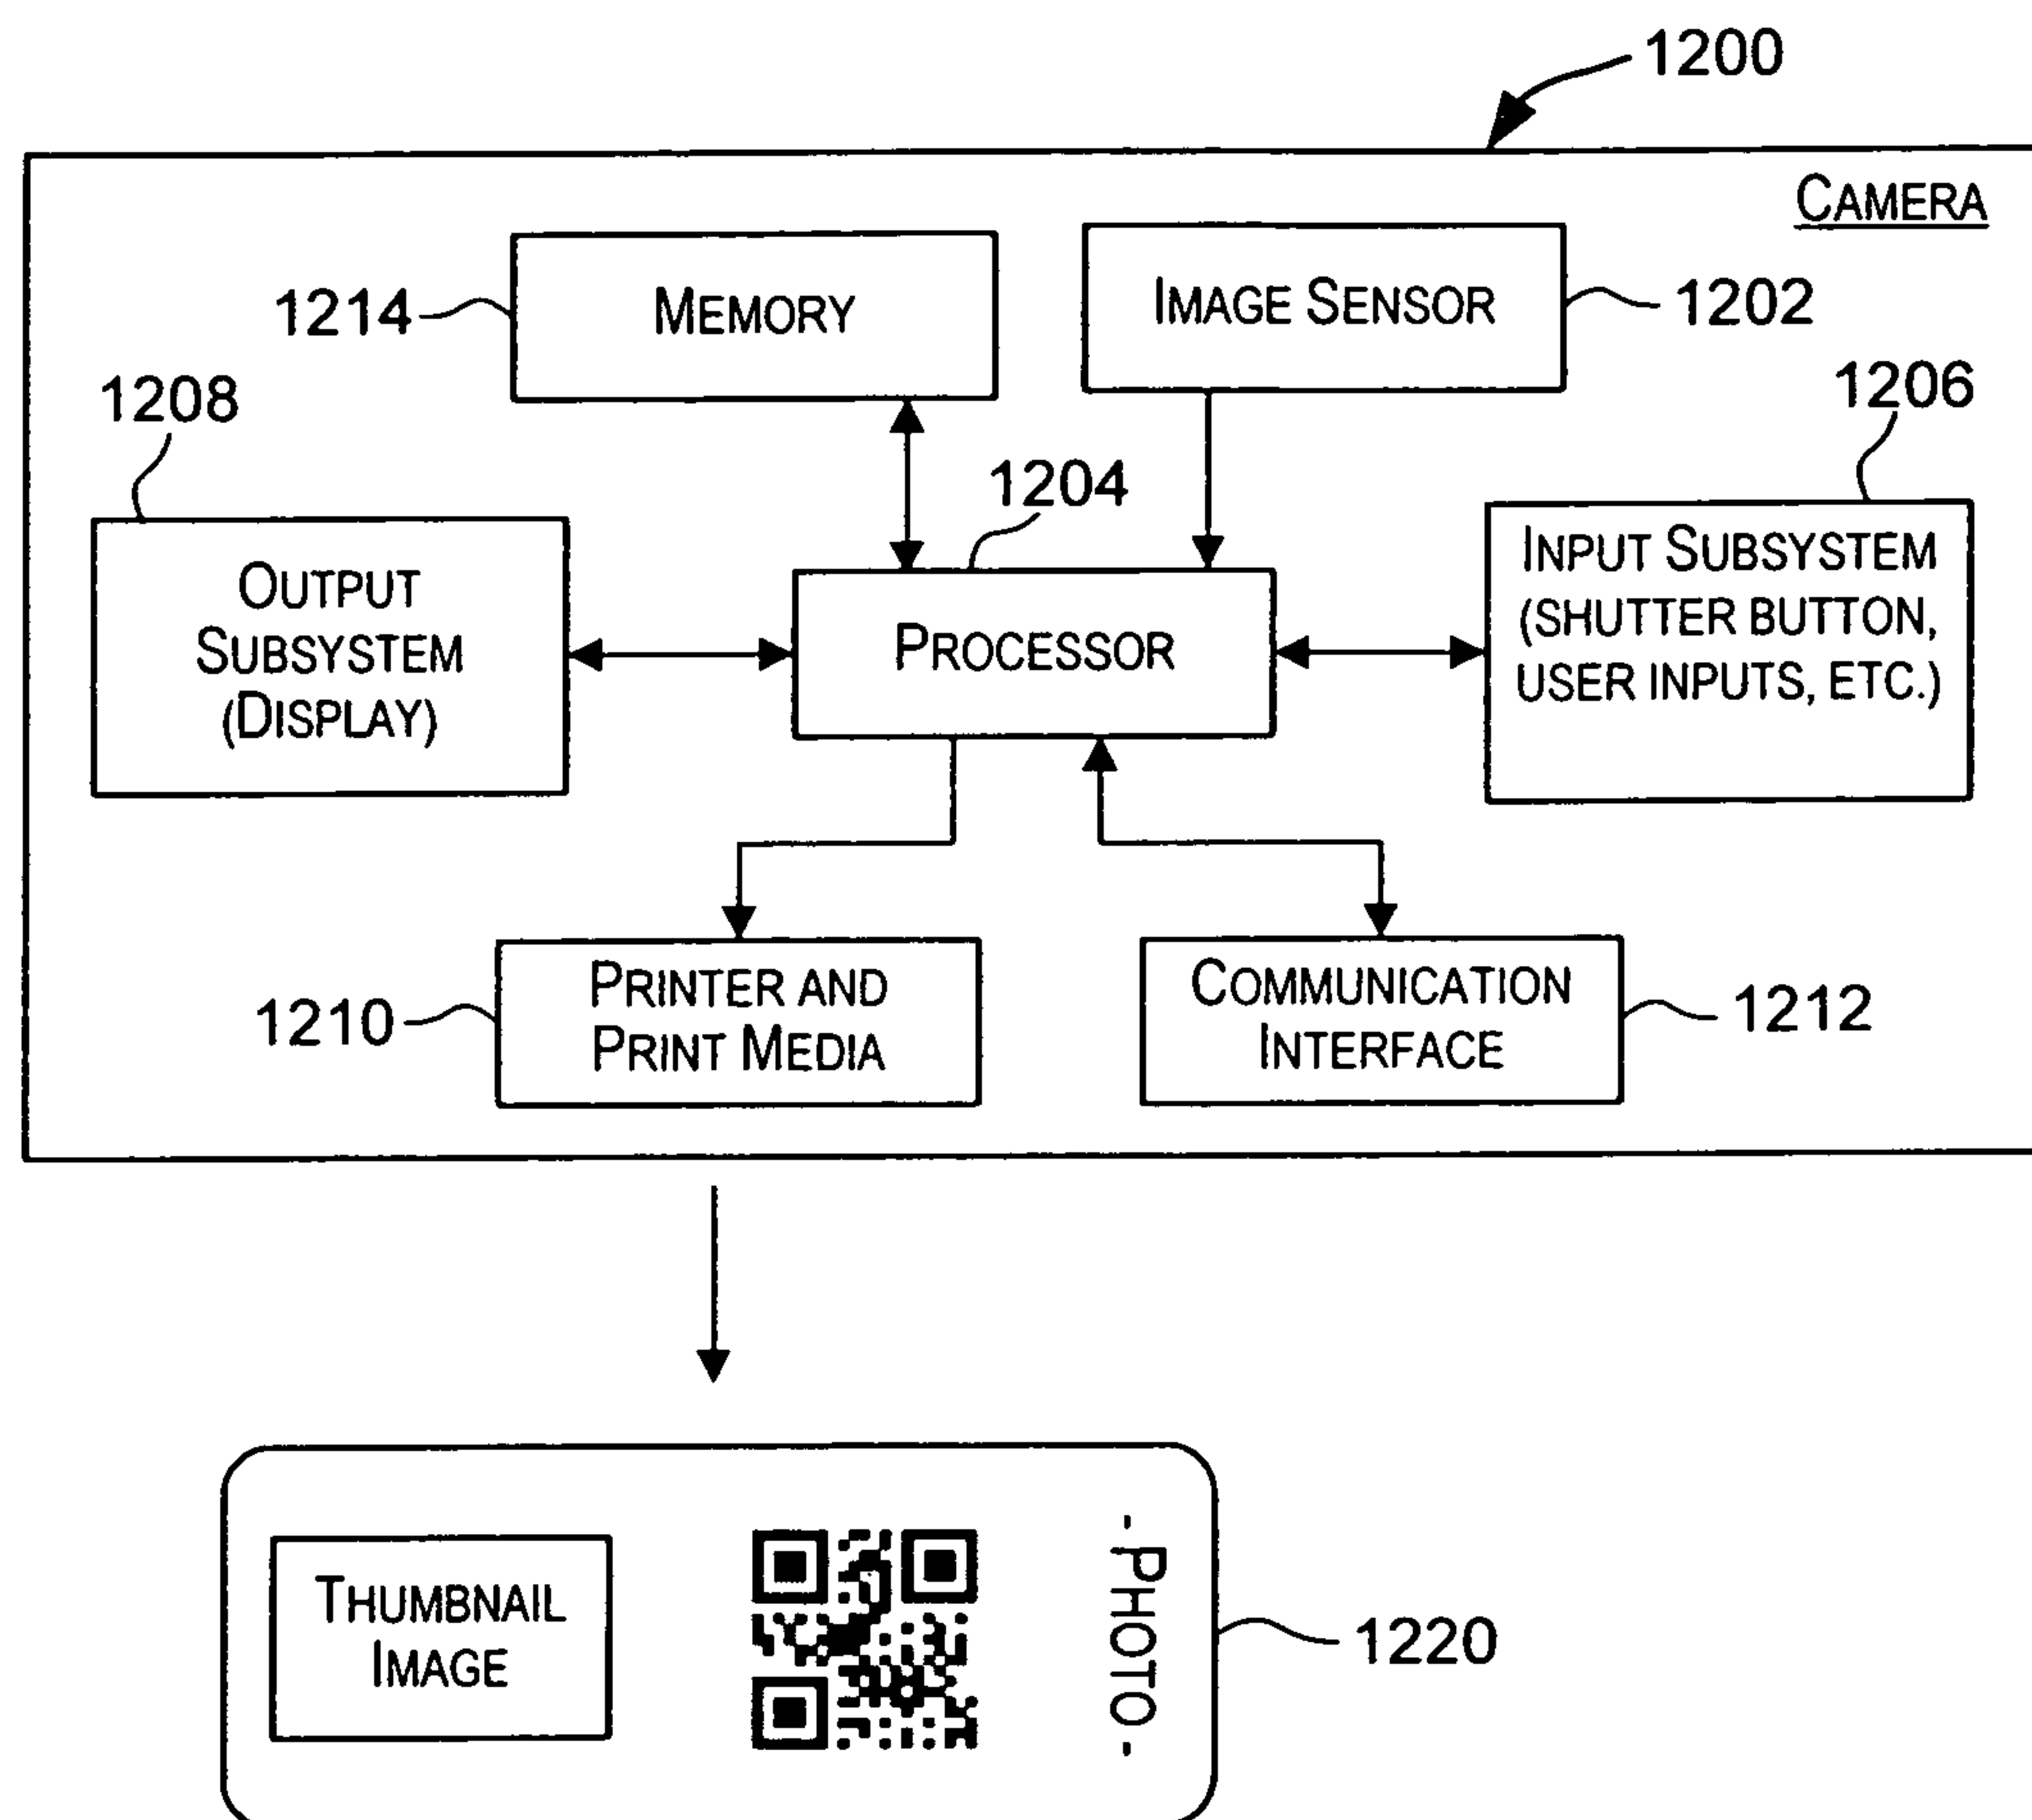 1200
CAMERA
MEMORY
1214
IMAGE SENSOR
1202
1208
1206
1204
OUTPUT
SUBSYSTEM
(DISPLAY)
PROCESSOR
INPUT SUBSYSTEM
(SHUTTER BUTTON,
USER INPUTS, ETC.)
1210
PRINTER AND
PRINT MEDIA
COMMUNICATION
INTERFACE
1212
THUMBNAIL
IMAGE
- PHOTO -
1220